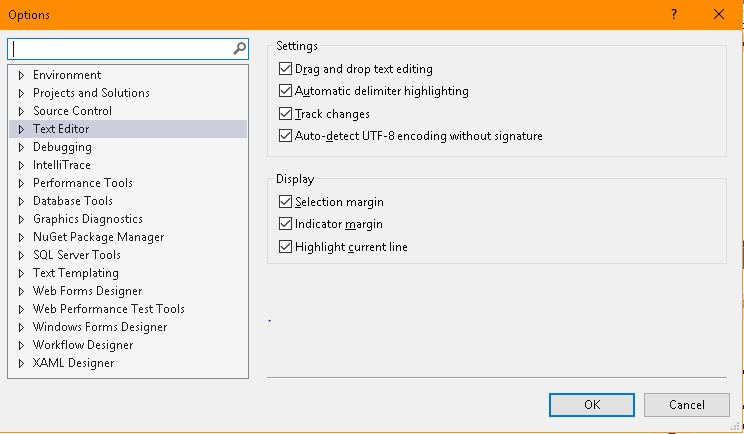 Options
?
Environment
Projects and Solutions
Source Control
Text Editor
Debugging
IntelliTrace
Performance Tools
Database Tools
Graphics Diagnostics
NuGet Package Manager
SQL Server Tools
Text Templating
Web Forms Designer
Web Performance Test Tools
Windows Forms Designer
Workflow Designer
XAML Designer
Settings
Drag and drop text editing
Automatic delimiter highlighting
Track changes
Auto-detect UTF-8 encoding without signature
Display
Selection margin
Indicator margin
Highlight current line
OK
Cancel